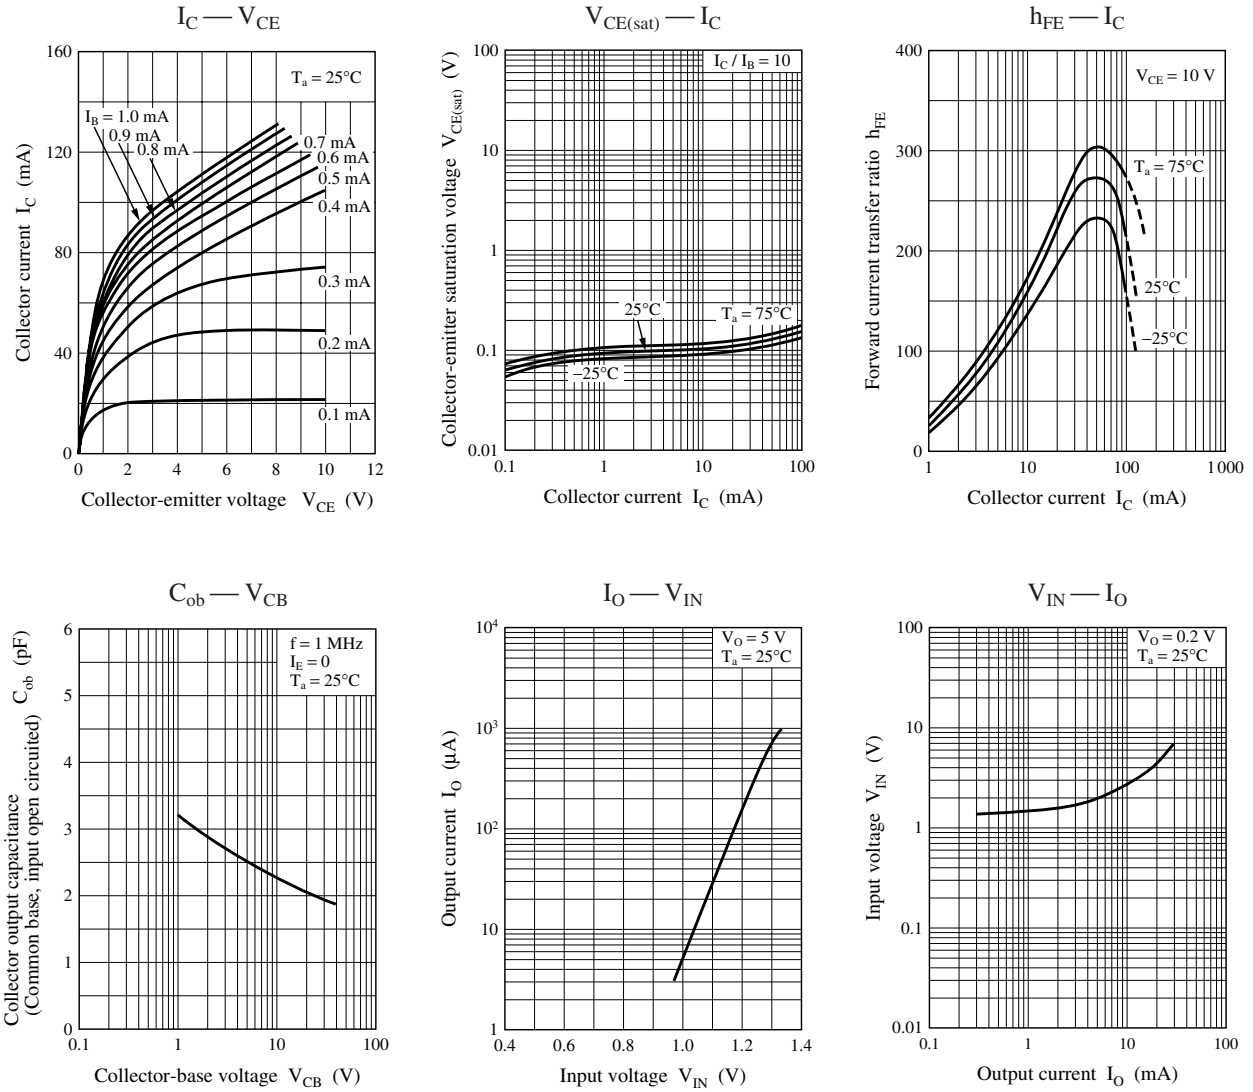 I_C — V_CE
160
120
80
40
0
0 2 4 6 8 10 12
T_a = 25°C
I_B = 1.0 mA
0.9 mA
0.8 mA
0.7 mA
0.6 mA
0.5 mA
0.4 mA
0.3 mA
0.2 mA
0.1 mA
Collector current I_C (mA)
Collector-emitter voltage V_CE (V)
V_CE(sat) — I_C
100
10
1
0.1
0.01
0.1 1 10 100
I_C / I_B = 10
25°C
T_a = 75°C
–25°C
Collector-emitter saturation voltage V_CE(sat) (V)
Collector current I_C (mA)
h_FE — I_C
400
300
200
100
0
1 10 100 1 000
V_CE = 10 V
T_a = 75°C
25°C
–25°C
Forward current transfer ratio h_FE
Collector current I_C (mA)
C_ob — V_CB
6
5
4
3
2
1
0
0.1 1 10 100
f = 1 MHz
I_E = 0
T_a = 25°C
Collector output capacitance C_ob (pF)
(Common base, input open circuited)
Collector-base voltage V_CB (V)
I_O — V_IN
10⁴
10³
10²
10
1
0.4 0.6 0.8 1.0 1.2 1.4
V_O = 5 V
T_a = 25°C
Output current I_O (µA)
Input voltage V_IN (V)
V_IN — I_O
100
10
1
0.1
0.01
0.1 1 10 100
V_O = 0.2 V
T_a = 25°C
Input voltage V_IN (V)
Output current I_O (mA)